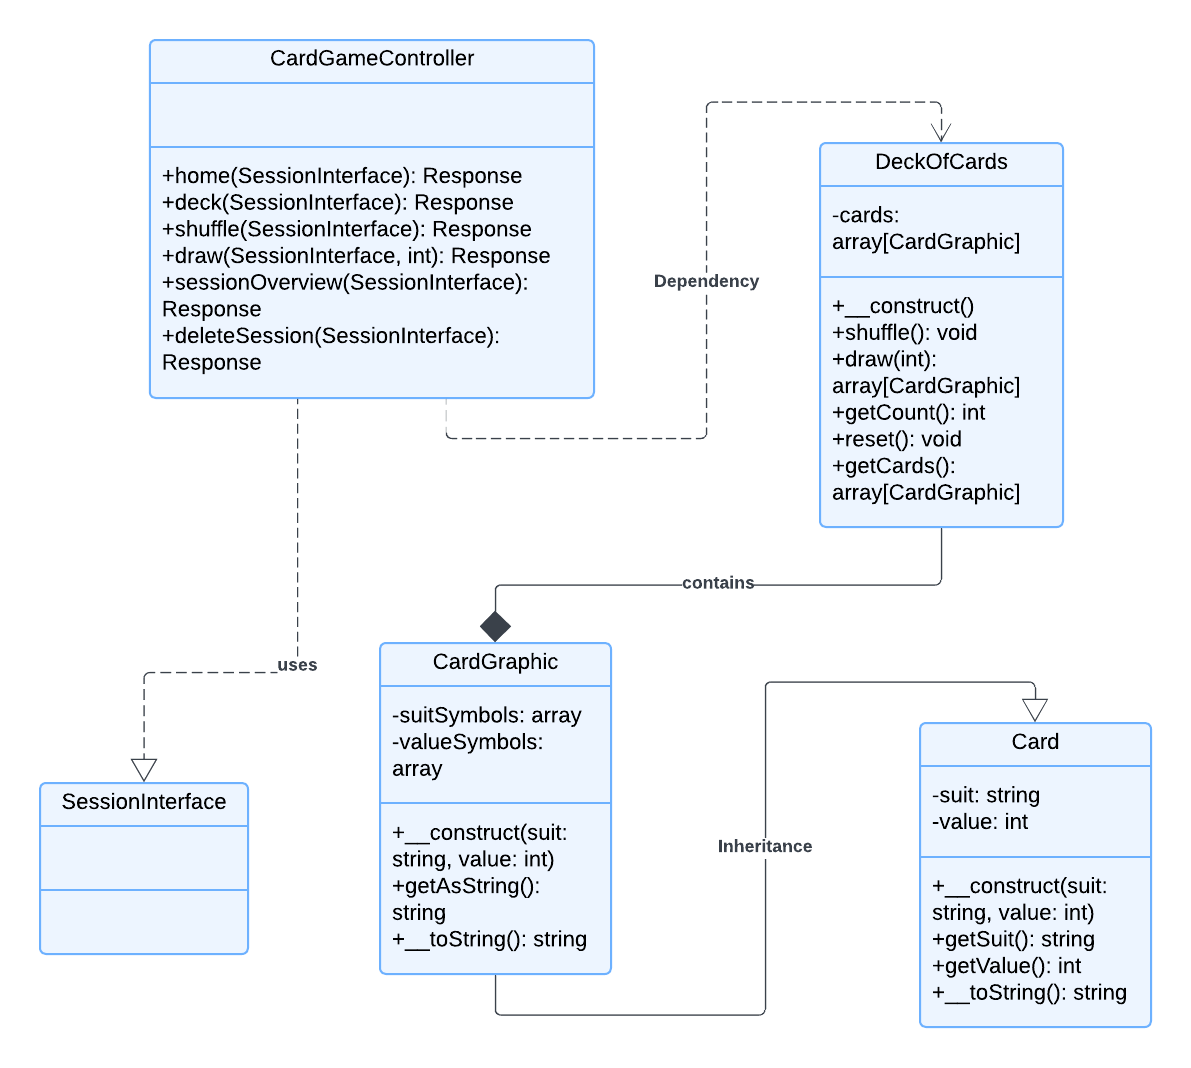 CardGameController
+home(SessionInterface): Response
+deck(SessionInterface): Response
+shuffle(SessionInterface): Response
+draw(SessionInterface, int): Response
+sessionOverview(SessionInterface):
Response
+deleteSession(SessionInterface):
Response
Dependency
DeckOfCards
-cards:
array[CardGraphic]
+__construct()
+shuffle(): void
+draw(int):
array[CardGraphic]
+getCount(): int
+reset(): void
+getCards():
array[CardGraphic]
contains
uses
SessionInterface
CardGraphic
-suitSymbols: array
-valueSymbols:
array
+__construct(suit:
string, value: int)
+getAsString():
string
+__toString(): string
Inheritance
Card
-suit: string
-value: int
+__construct(suit:
string, value: int)
+getSuit(): string
+getValue(): int
+__toString(): string